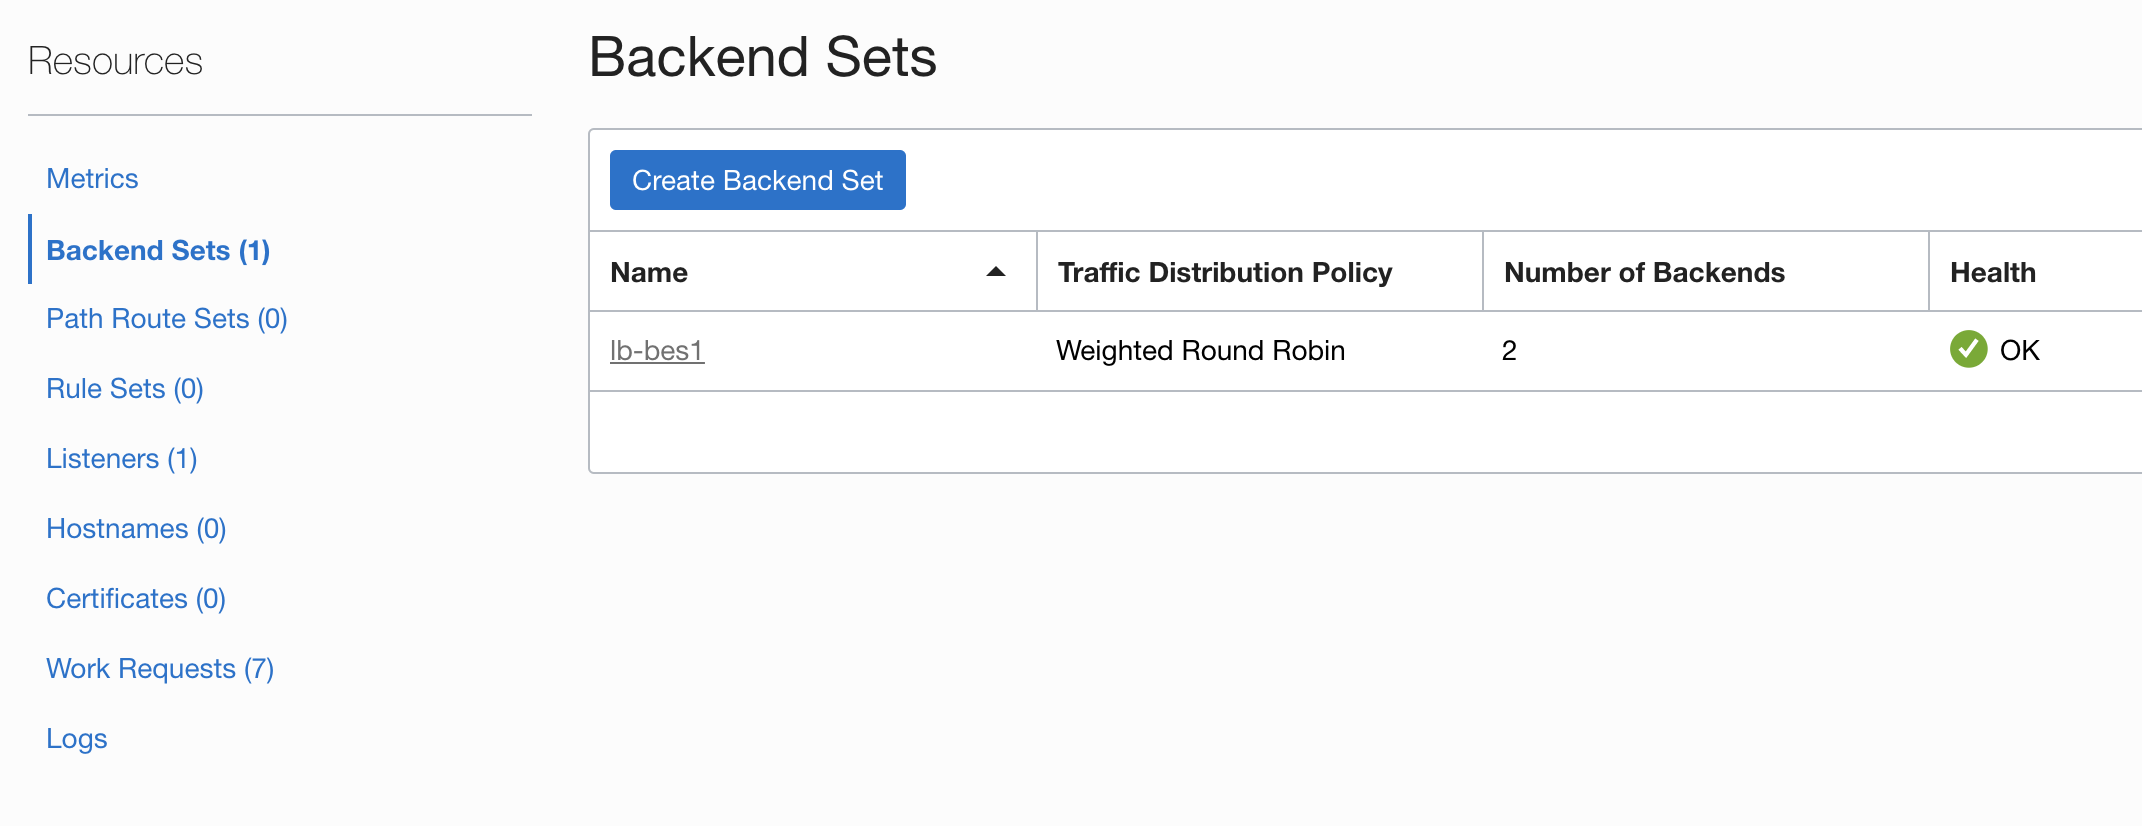 Resources
Metrics
Backend Sets (1)
Path Route Sets (0)
Rule Sets (0)
Listeners (1)
Hostnames (0)
Certificates (0)
Work Requests (7)
Logs
Backend Sets
Create Backend Set
Name Traffic Distribution Policy Number of Backends Health
lb-bes1 Weighted Round Robin 2 OK